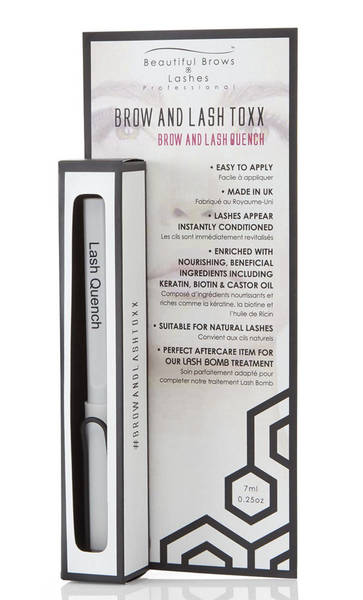 Beautiful Brows
&
Lashes
Professional
™
BROW AND LASH TOXX
BROW AND LASH QUENCH
• EASY TO APPLY
Facile à appliquer
• MADE IN UK
Fabriqué au Royaume-Uni
• LASHES APPEAR
INSTANTLY CONDITIONED
Les cils sont immédiatement revitalisés
• ENRICHED WITH
NOURISHING, BENEFICIAL
INGREDIENTS INCLUDING
KERATIN, BIOTIN & CASTOR OIL
Composé d'ingrédients nourrissants et
riches comme la kératine, la biotine et
l'huile de Ricin
• SUITABLE FOR NATURAL LASHES
Convient aux cils naturels
• PERFECT AFTERCARE ITEM FOR
OUR LASH BOMB TREATMENT
Soin parfaitement adapté pour
completer notre traitement Lash Bomb
7ml
0.25oz
Lash Quench
#BROWANDLASHTOXX